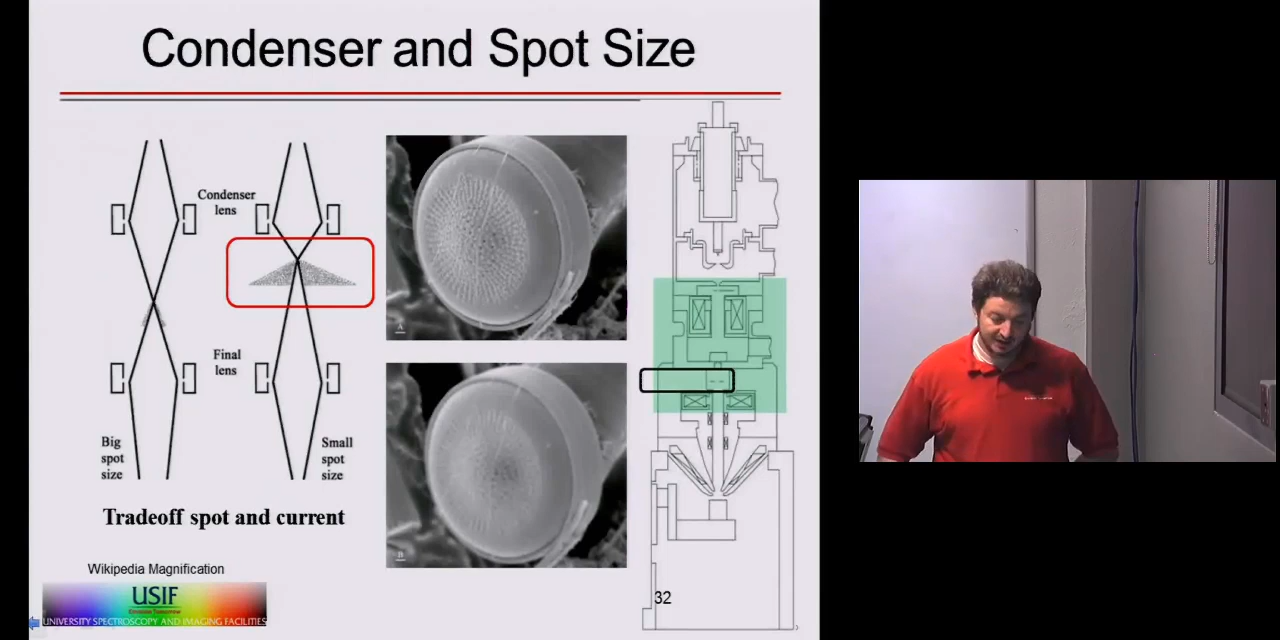 Condenser and Spot Size
Condenser
lens
Final
lens
Big
spot
size
Small
spot
size
Tradeoff spot and current
A
B
Wikipedia Magnification
USIF
UNIVERSITY SPECTROSCOPY AND IMAGING FACILITIES
32